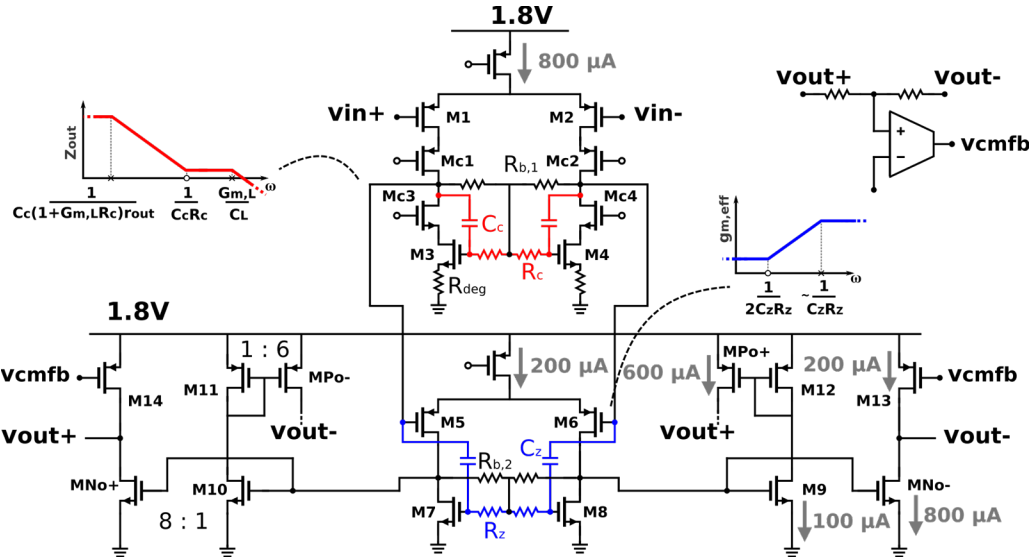 1.8V
800 µA
vin+
M1
M2
vin-
Mc1
Mc2
Rb,1
Mc3
Mc4
Cc
M3
M4
Rc
Rdeg
Zout
ω
1
Cc(1+Gm,LRc)rout
1
CcRc
Gm,L
CL
vout+
vout-
+
−
vcmfb
gm,eff
ω
1
2CzRz
~
1
CzRz
1.8V
vcmfb
M14
M11
1 : 6
MPo-
vout+
vout-
MNo+
M10
8 : 1
200 µA
M5
M6
Rb,2
Cz
M7
M8
Rz
600 µA
MPo+
M12
200 µA
vcmfb
M13
vout+
vout-
M9
MNo-
100 µA
800 µA